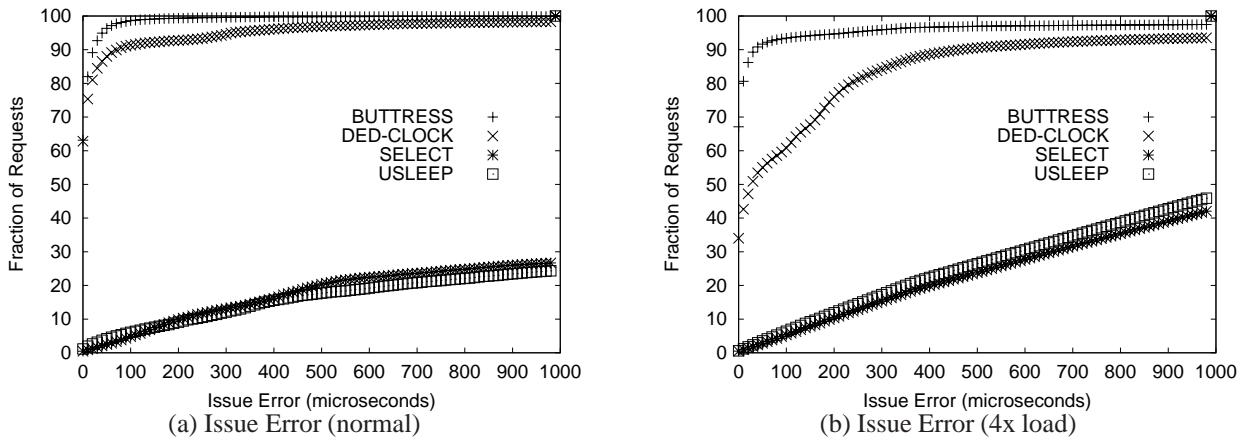 100
90
80
70
60
50
40
30
20
10
0
Fraction of Requests
BUTTRESS
DED-CLOCK
SELECT
USLEEP
0 100 200 300 400 500 600 700 800 900 1000
Issue Error (microseconds)
(a) Issue Error (normal)
100
90
80
70
60
50
40
30
20
10
0
Fraction of Requests
BUTTRESS
DED-CLOCK
SELECT
USLEEP
0 100 200 300 400 500 600 700 800 900 1000
Issue Error (microseconds)
(b) Issue Error (4x load)